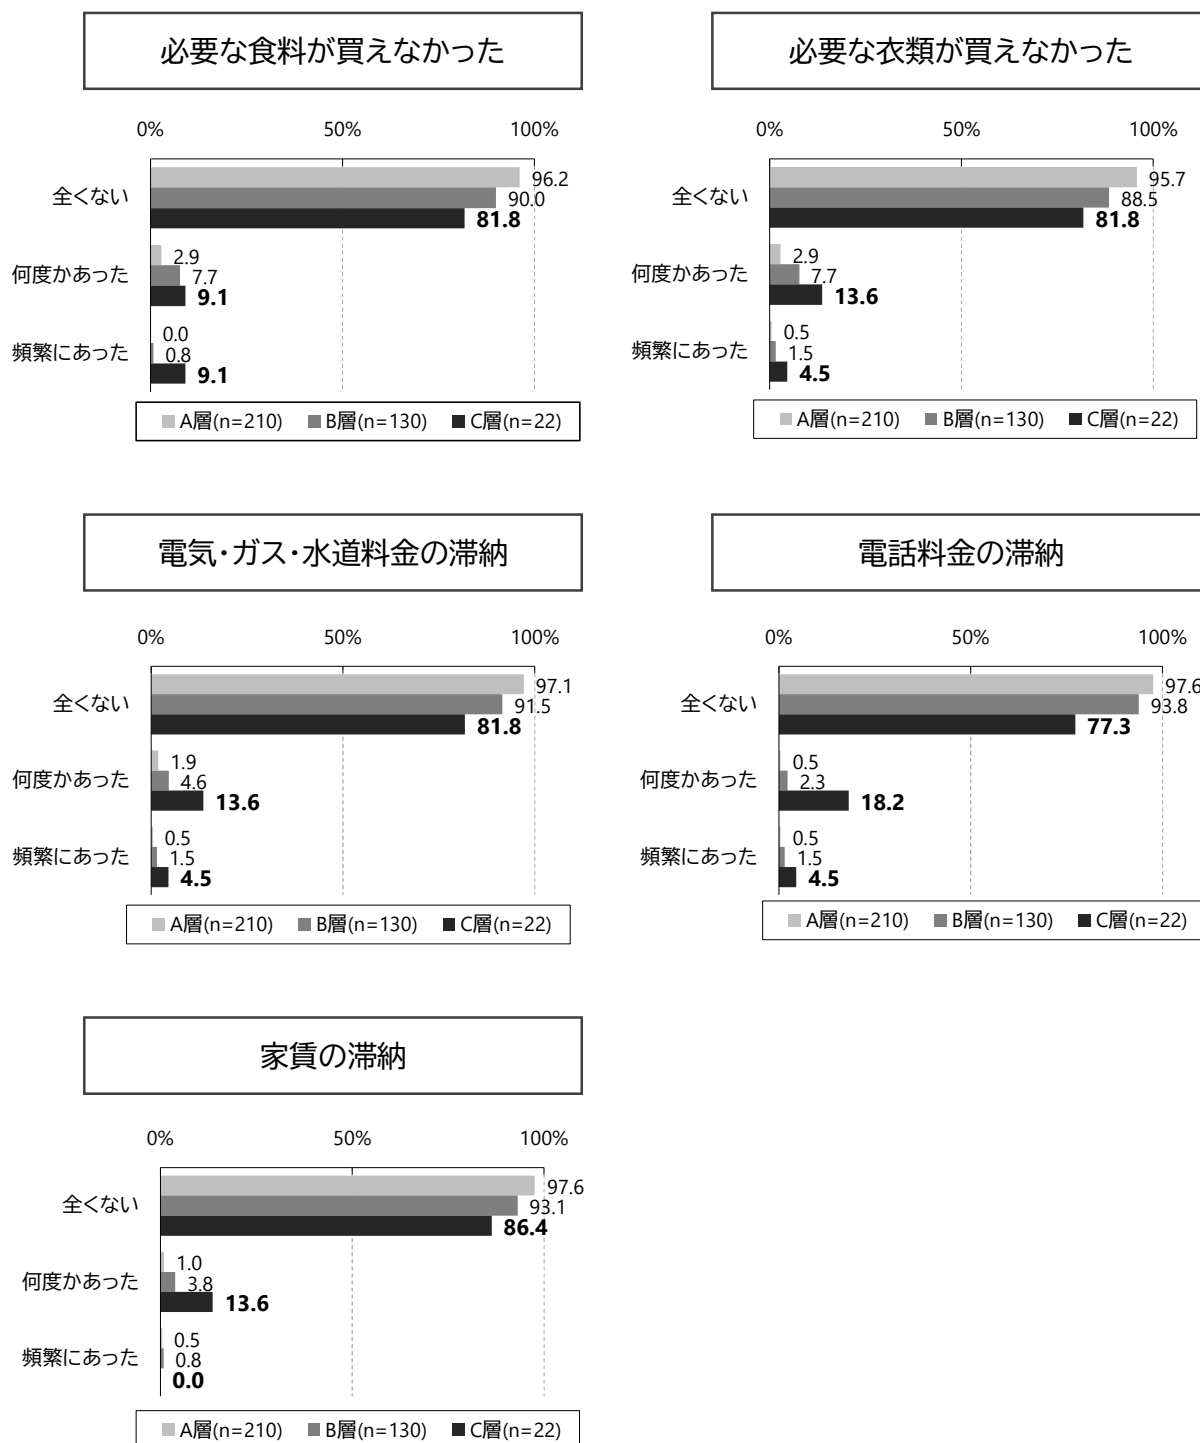 必要な食料が買えなかった
0% 50% 100%
全くない 96.2
90.0
81.8
何度かあった 2.9
7.7
9.1
頻繁にあった 0.0
0.8
9.1
A層(n=210) B層(n=130) C層(n=22)
必要な衣類が買えなかった
0% 50% 100%
全くない 95.7
88.5
81.8
何度かあった 2.9
7.7
13.6
頻繁にあった 0.5
1.5
4.5
A層(n=210) B層(n=130) C層(n=22)
電気・ガス・水道料金の滞納
0% 50% 100%
全くない 97.1
91.5
81.8
何度かあった 1.9
4.6
13.6
頻繁にあった 0.5
1.5
4.5
A層(n=210) B層(n=130) C層(n=22)
電話料金の滞納
0% 50% 100%
全くない 97.6
93.8
77.3
何度かあった 0.5
2.3
18.2
頻繁にあった 0.5
1.5
4.5
A層(n=210) B層(n=130) C層(n=22)
家賃の滞納
0% 50% 100%
全くない 97.6
93.1
86.4
何度かあった 1.0
3.8
13.6
頻繁にあった 0.5
0.8
0.0
A層(n=210) B層(n=130) C層(n=22)